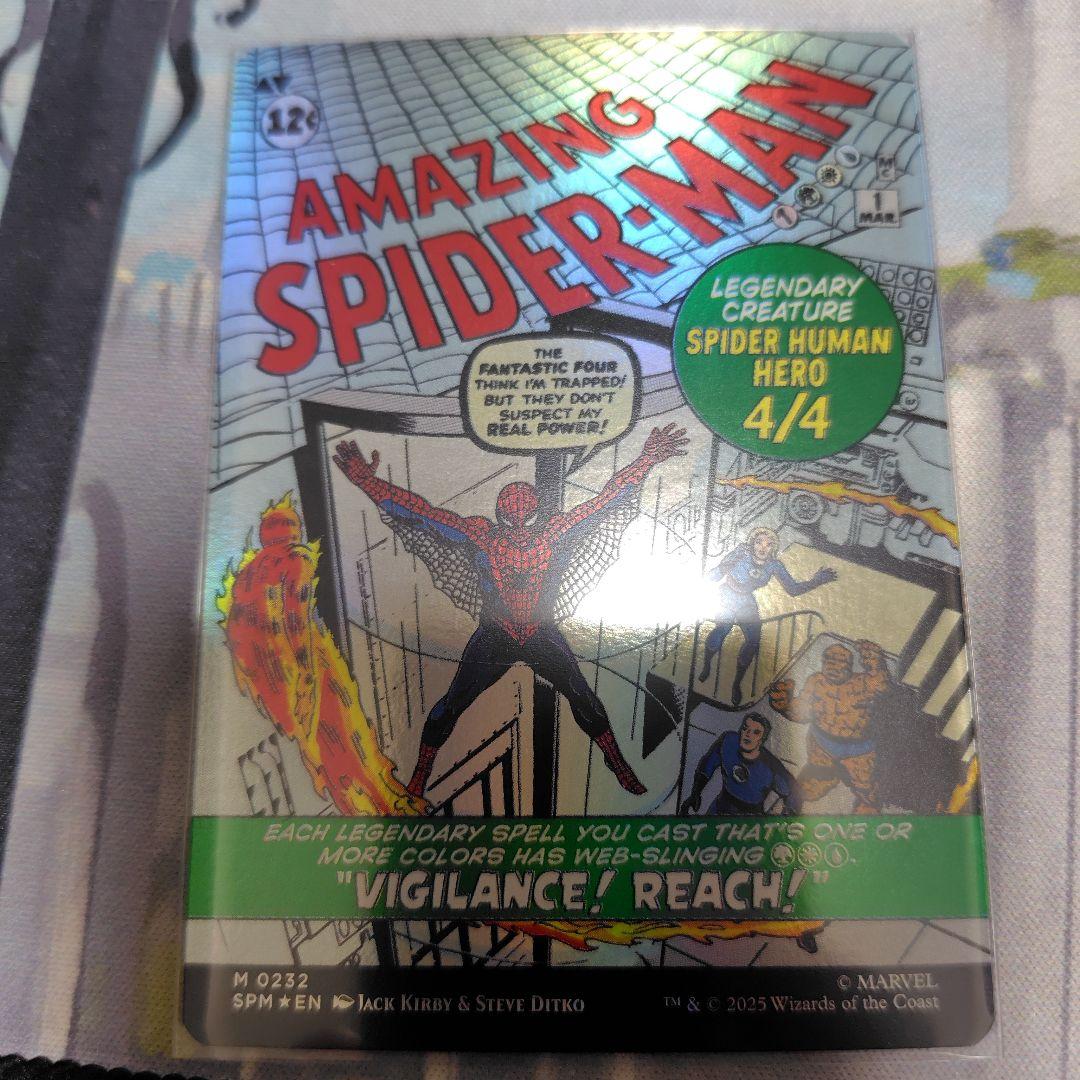 12¢
AMAZING
SPIDER-MAN
MC
1
MAR.
1
LEGENDARY
CREATURE
SPIDER HUMAN
HERO
4/4
THE
FANTASTIC FOUR
THINK I'M TRAPPED!
BUT THEY DON'T
SUSPECT MY
REAL POWER!
EACH LEGENDARY SPELL YOU CAST THAT'S ONE OR
MORE COLORS HAS WEB-SLINGING .
"VIGILANCE! REACH!"
M 0232
SPM★EN JACK KIRBY & STEVE DITKO
© MARVEL
™ & © 2025 Wizards of the Coast